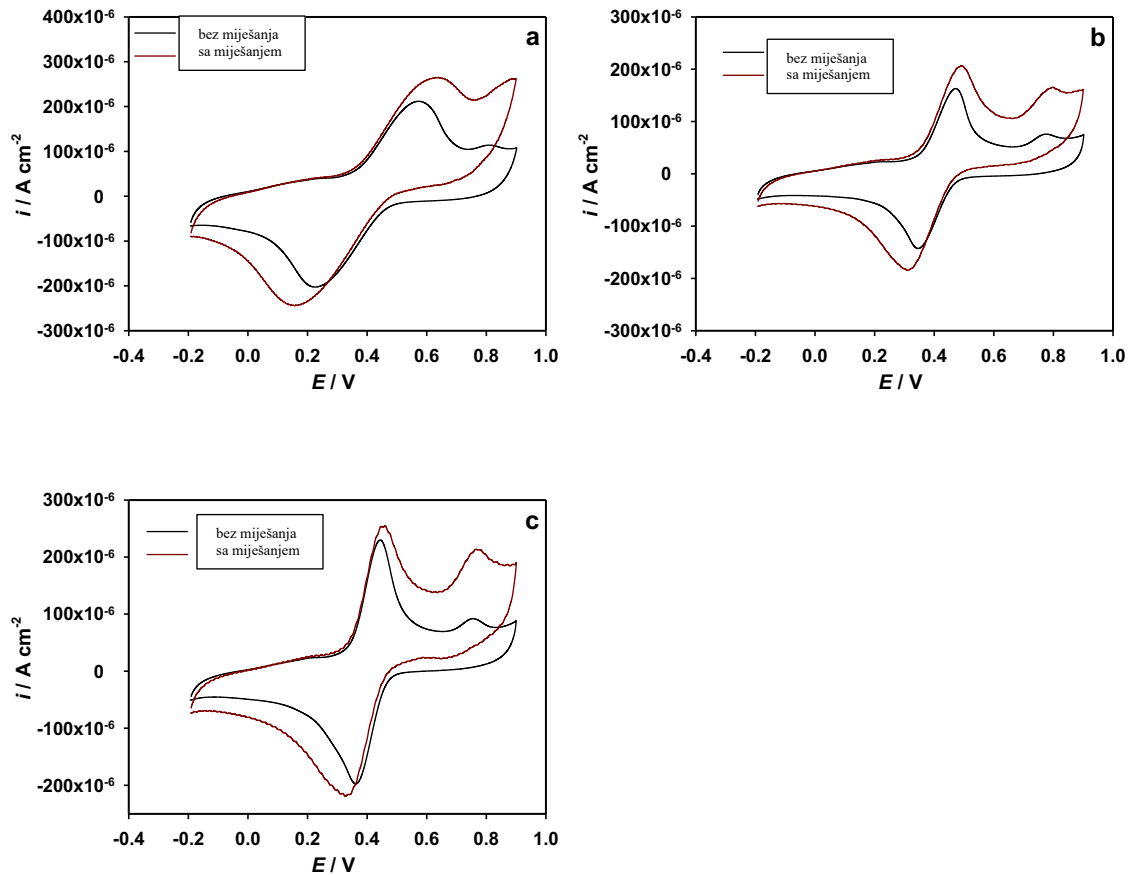 a
bez miješanja
sa miješanjem
400x10⁻⁶
300x10⁻⁶
200x10⁻⁶
100x10⁻⁶
0
-100x10⁻⁶
-200x10⁻⁶
-300x10⁻⁶
i / A cm⁻²
-0.4 -0.2 0.0 0.2 0.4 0.6 0.8 1.0
E / V
b
bez miješanja
sa miješanjem
300x10⁻⁶
200x10⁻⁶
100x10⁻⁶
0
-100x10⁻⁶
-200x10⁻⁶
-300x10⁻⁶
i / A cm⁻²
-0.4 -0.2 0.0 0.2 0.4 0.6 0.8 1.0
E / V
c
bez miješanja
sa miješanjem
300x10⁻⁶
200x10⁻⁶
100x10⁻⁶
0
-100x10⁻⁶
-200x10⁻⁶
i / A cm⁻²
-0.4 -0.2 0.0 0.2 0.4 0.6 0.8 1.0
E / V